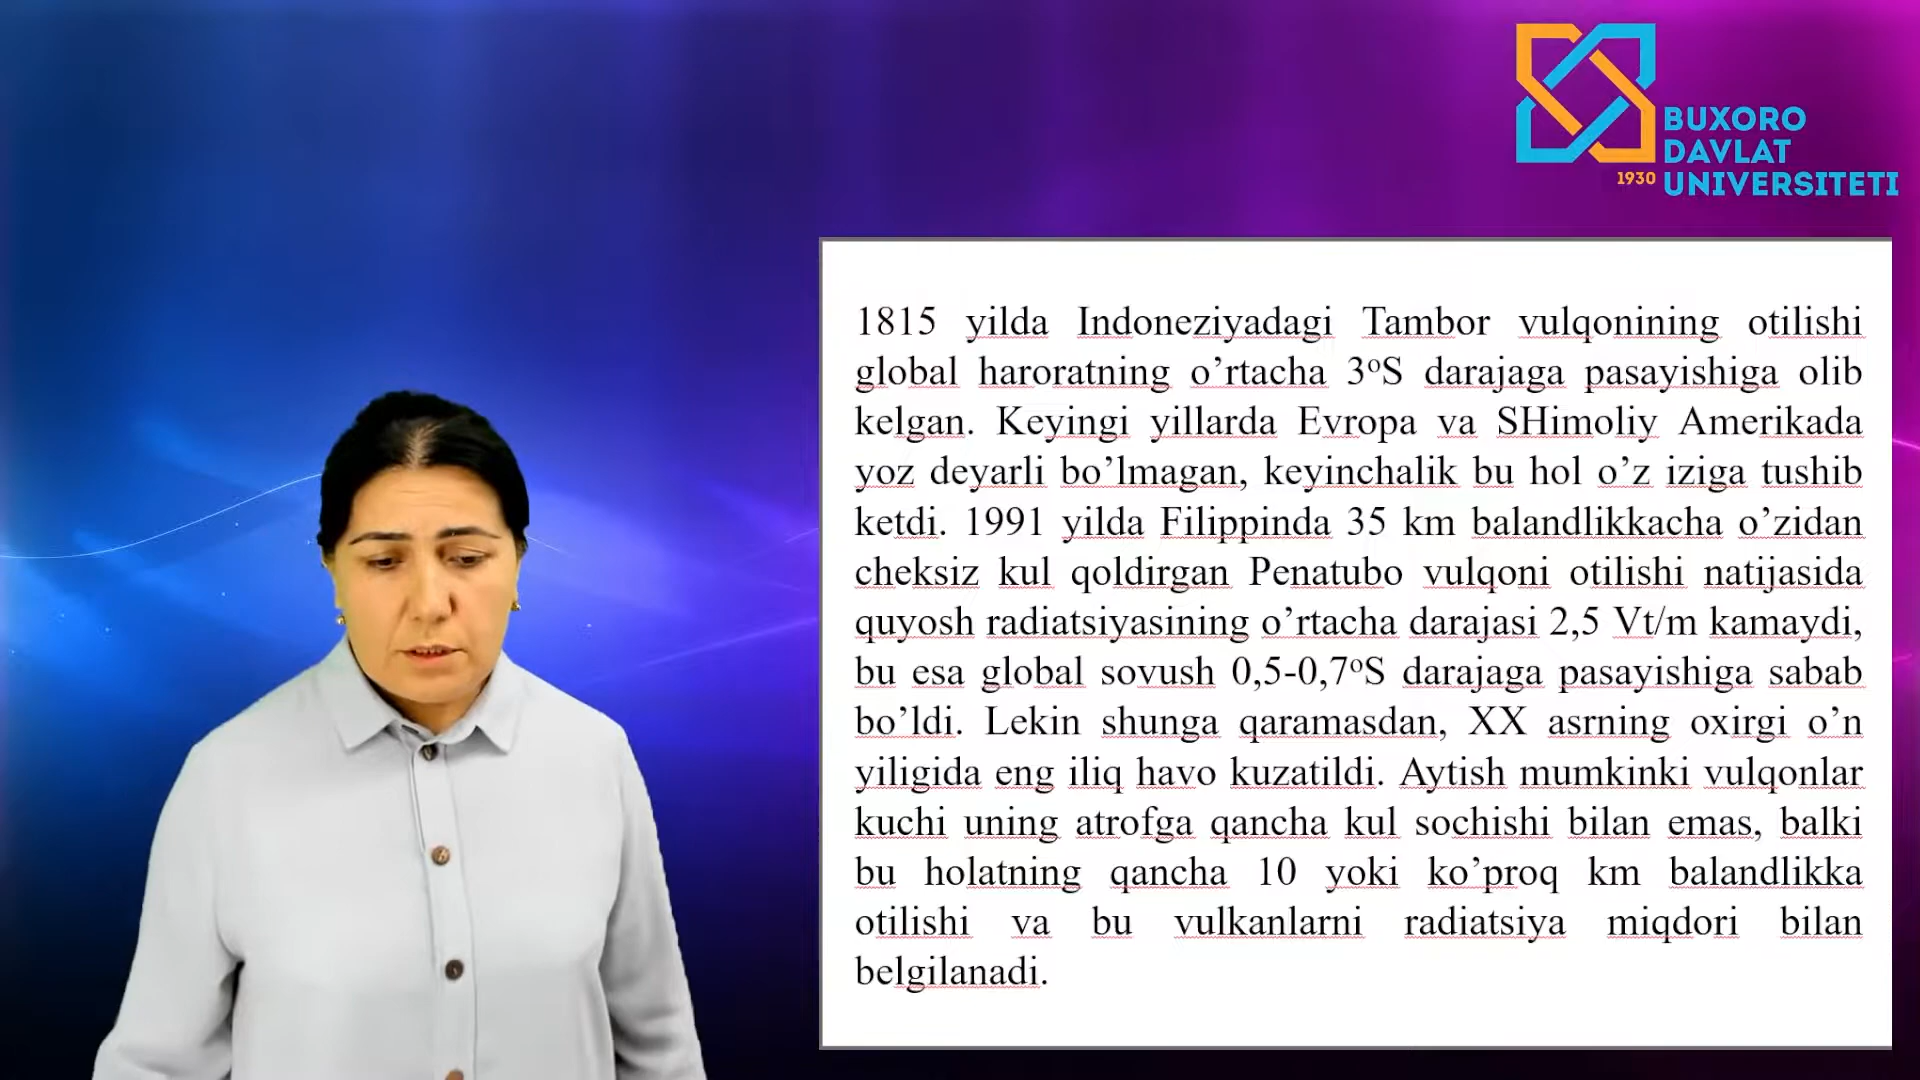 BUXORO
DAVLAT
1930 UNIVERSITETI
1815 yilda Indoneziyadagi Tambor vulqonining otilishi
global haroratning o’rtacha 3ºS darajaga pasayishiga olib
kelgan. Keyingi yillarda Evropa va SHimoliy Amerikada
yoz deyarli bo’lmagan, keyinchalik bu hol o’z iziga tushib
ketdi. 1991 yilda Filippinda 35 km balandlikkacha o’zidan
cheksiz kul qoldirgan Penatubo vulqoni otilishi natijasida
quyosh radiatsiyasining o’rtacha darajasi 2,5 Vt/m kamaydi,
bu esa global sovush 0,5-0,7ºS darajaga pasayishiga sabab
bo’ldi. Lekin shunga qaramasdan, XX asrning oxirgi o’n
yiligida eng iliq havo kuzatildi. Aytish mumkinki vulqonlar
kuchi uning atrofga qancha kul sochishi bilan emas, balki
bu holatning qancha 10 yoki ko’proq km balandlikka
otilishi va bu vulkanlarni radiatsiya miqdori bilan
belgilanadi.